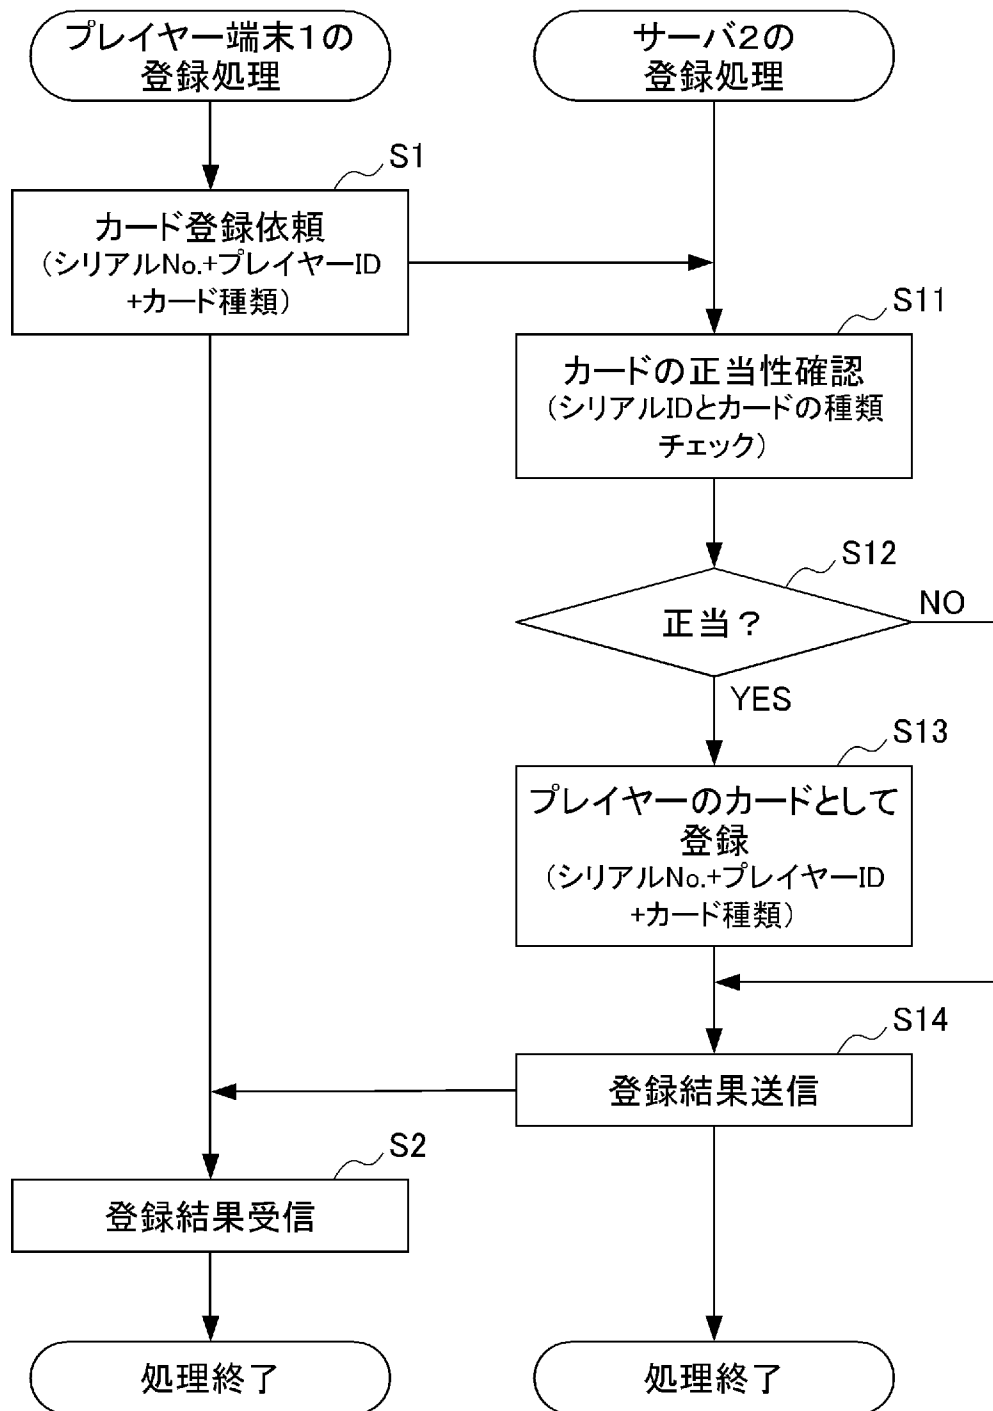 プレイヤー端末1の
登録処理
サーバ2の
登録処理
S1
カード登録依頼
(シリアルNo.+プレイヤーID
+カード種類)
S11
カードの正当性確認
(シリアルIDとカードの種類
チェック)
S12
正当?
NO
YES
S13
プレイヤーのカードとして
登録
(シリアルNo.+プレイヤーID
+カード種類)
S14
登録結果送信
S2
登録結果受信
処理終了
処理終了